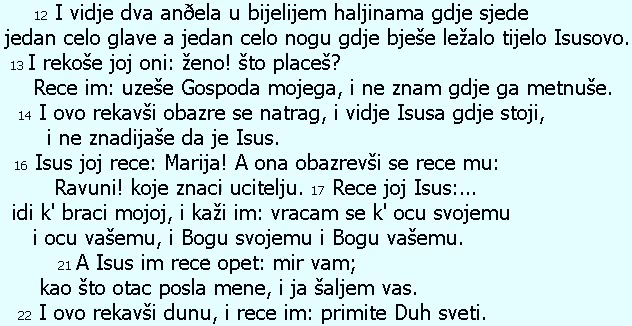 12 I vidje dva anðela u bijelijem haljinama gdje sjede
jedan celo glave a jedan celo nogu gdje bješe ležalo tijelo Isusovo.
13 I rekoše joj oni: ženo! što placeš?
Rece im: uzeše Gospoda mojega, i ne znam gdje ga metnuše.
14 I ovo rekavši obazre se natrag, i vidje Isusa gdje stoji,
i ne znadijaše da je Isus.
16 Isus joj rece: Marija! A ona obazrevši se rece mu:
Ravuni! koje znaci ucitelju. 17 Rece joj Isus:...
idi k' braci mojoj, i kaži im: vracam se k' ocu svojemu
i ocu vašemu, i Bogu svojemu i Bogu vašemu.
21 A Isus im rece opet: mir vam;
kao što otac posla mene, i ja šaljem vas.
22 I ovo rekavši dunu, i rece im: primite Duh sveti.